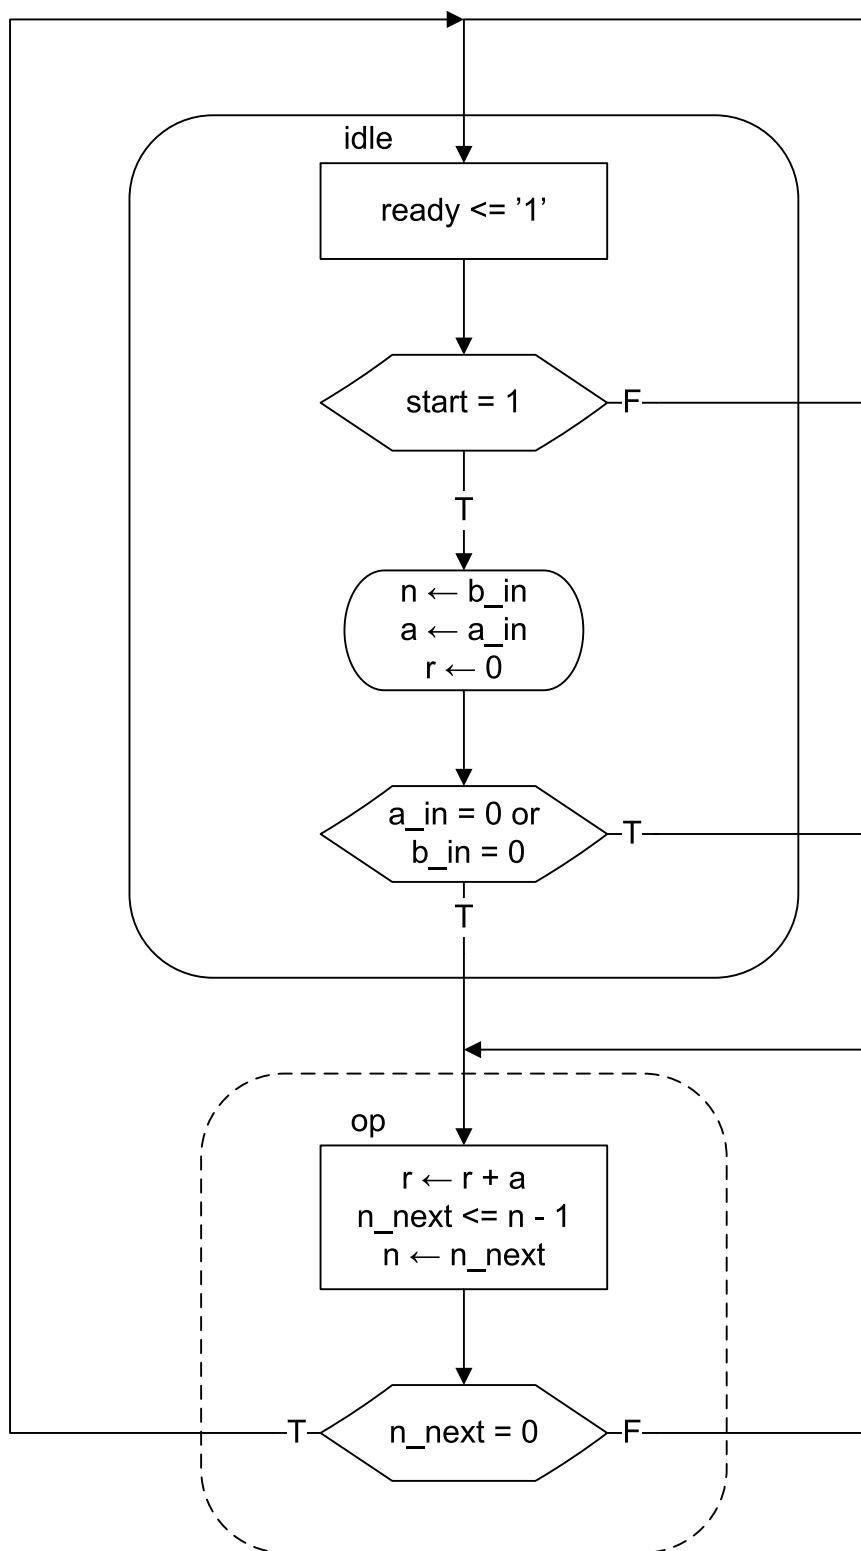 idle
ready <= ’1’
start = 1
F
T
n ← b_in
a ← a_in
r ← 0
a_in = 0 or
b_in = 0
T
T
op
r ← r + a
n_next <= n - 1
n ← n_next
T
n_next = 0
F